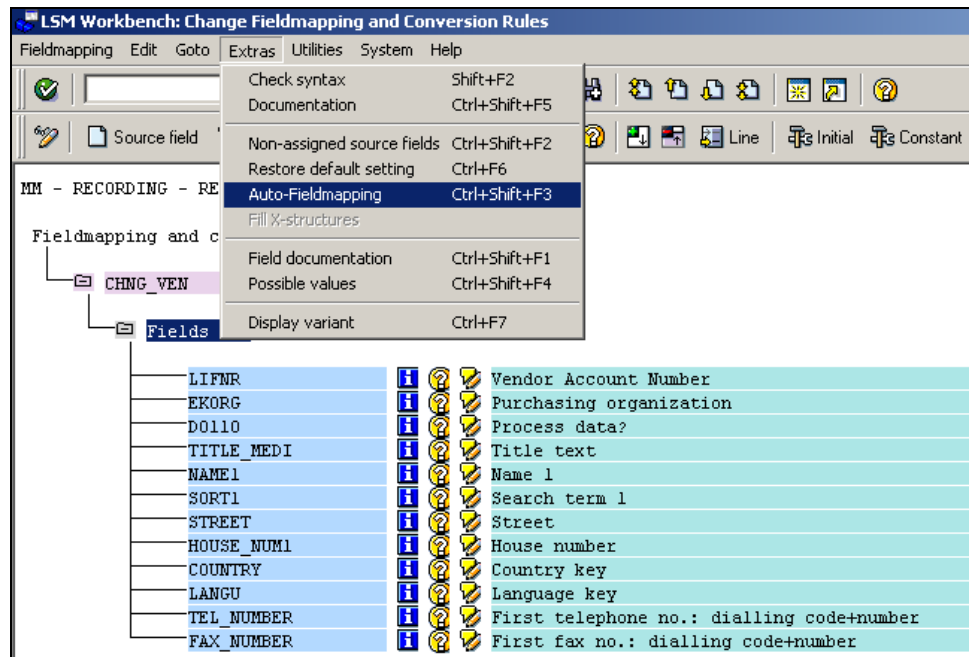 LSM Workbench: Change Fieldmapping and Conversion Rules
Fieldmapping Edit Goto Extras Utilities System Help
Check syntax Shift+F2
Documentation Ctrl+Shift+F5
Source field Line Initial Constant
Non-assigned source fields Ctrl+Shift+F2
Restore default setting Ctrl+F6
MM - RECORDING - RE
Auto-Fieldmapping Ctrl+Shift+F3
Fill X-structures
Fieldmapping and c
Field documentation Ctrl+Shift+F1
CHNG_VEN Possible values Ctrl+Shift+F4
Fields Display variant Ctrl+F7
LIFNR Vendor Account Number
EKORG Purchasing organization
D0110 Process data?
TITLE_MEDI Title text
NAME1 Name 1
SORT1 Search term 1
STREET Street
HOUSE_NUM1 House number
COUNTRY Country key
LANGU Language key
TEL_NUMBER First telephone no.: dialling code+number
FAX_NUMBER First fax no.: dialling code+number